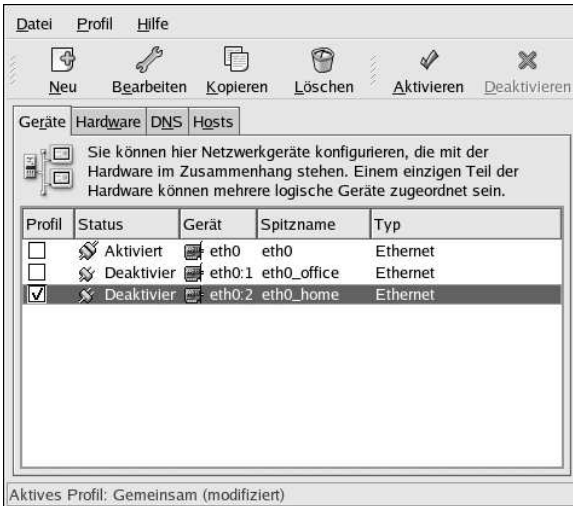 Datei Profil Hilfe
Neu Bearbeiten Kopieren Löschen Aktivieren Deaktivieren
Geräte Hardware DNS Hosts
Sie können hier Netzwerkgeräte konfigurieren, die mit der
Hardware im Zusammenhang stehen. Einem einzigen Teil der
Hardware können mehrere logische Geräte zugeordnet sein.
Profil Status Gerät Spitzname Typ
Aktiviert eth0 eth0 Ethernet
Deaktivier eth0:1 eth0_office Ethernet
Deaktivier eth0:2 eth0_home Ethernet
Aktives Profil: Gemeinsam (modifiziert)